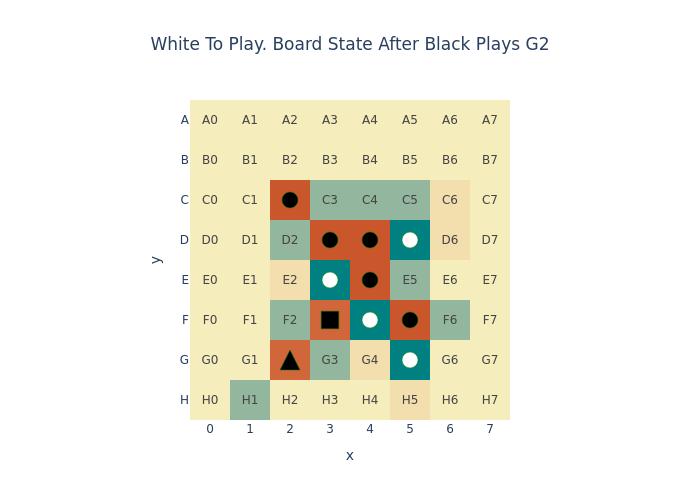 White To Play. Board State After Black Plays G2
A A0 A1 A2 A3 A4 A5 A6 A7
B B0 B1 B2 B3 B4 B5 B6 B7
C C0 C1 C3 C4 C5 C6 C7
D D0 D1 D2 D6 D7
E E0 E1 E2 E5 E6 E7
F F0 F1 F2 F6 F7
G G0 G1 G3 G4 G6 G7
H H0 H1 H2 H3 H4 H5 H6 H7
0 1 2 3 4 5 6 7
x
y